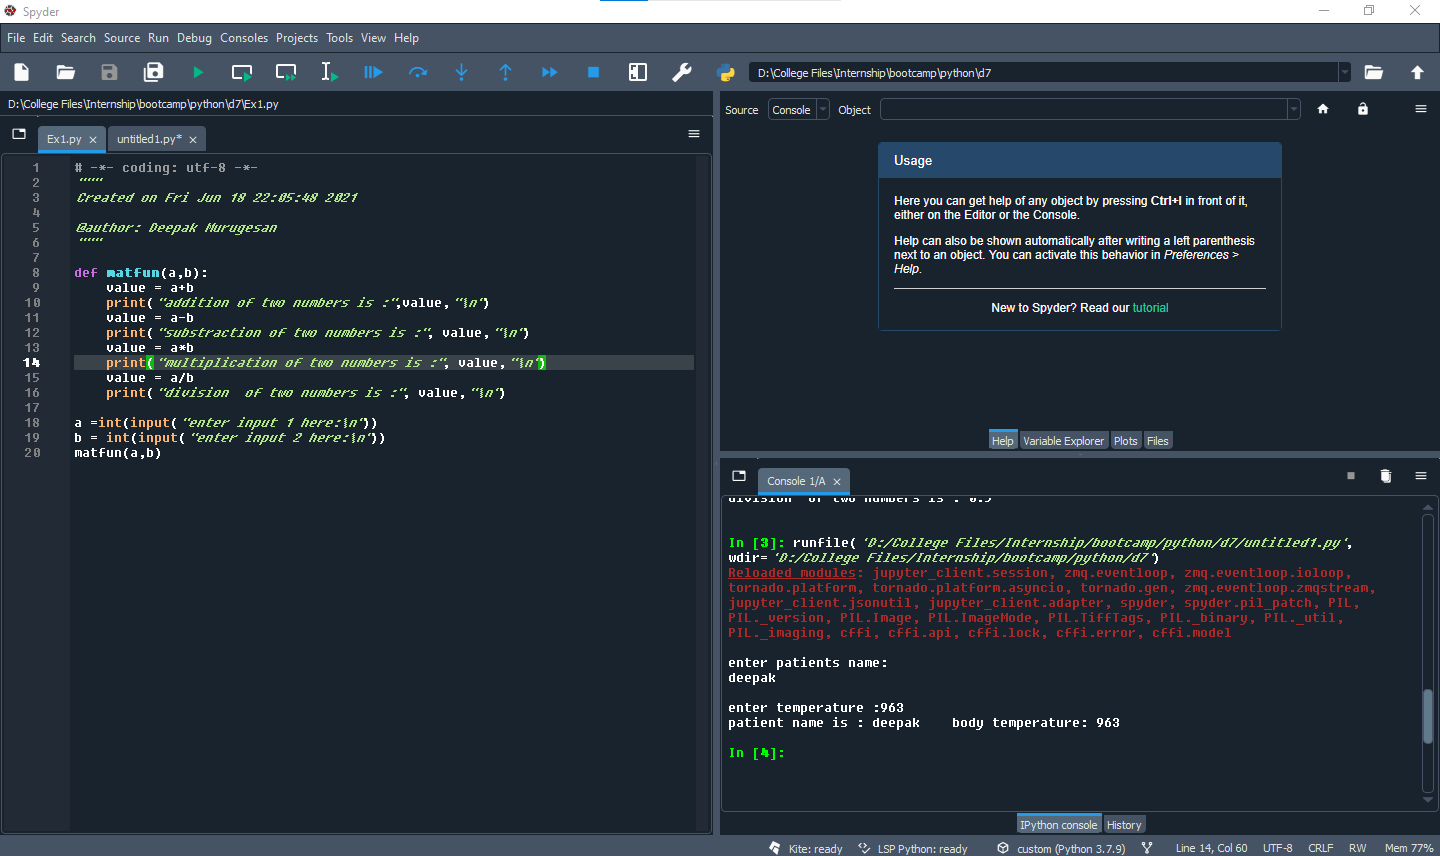 Spyder
File Edit Search Source Run Debug Consoles Projects Tools View Help
D:\College Files\Internship\bootcamp\python\d7
D:\College Files\Internship\bootcamp\python\d7\Ex1.py
Ex1.py
untitled1.py*
1 # -*- coding: utf-8 -*-
2 """
3 Created on Fri Jun 18 22:05:48 2021
4
5 @author: Deepak Murugesan
6 """
7
8 def matfun(a,b):
9 value = a+b
10 print("addition of two numbers is :",value,"\n")
11 value = a-b
12 print("substraction of two numbers is :", value,"\n")
13 value = a*b
14 print("multiplication of two numbers is :", value,"\n")
15 value = a/b
16 print("division  of two numbers is :", value,"\n")
17
18 a =int(input("enter input 1 here:\n"))
19 b = int(input("enter input 2 here:\n"))
20 matfun(a,b)
Source Console Object
Usage
Here you can get help of any object by pressing Ctrl+I in front of it,
either on the Editor or the Console.
Help can also be shown automatically after writing a left parenthesis
next to an object. You can activate this behavior in Preferences >
Help.
New to Spyder? Read our tutorial
Help Variable Explorer Plots Files
Console 1/A
division  of two numbers is :
In [3]: runfile('D:/College Files/Internship/bootcamp/python/d7/untitled1.py',
wdir='D:/College Files/Internship/bootcamp/python/d7')
Reloaded modules: jupyter_client.session, zmq.eventloop, zmq.eventloop.ioloop,
tornado.platform, tornado.platform.asyncio, tornado.gen, zmq.eventloop.zmqstream,
jupyter_client.jsonutil, jupyter_client.adapter, spyder, spyder.pil_patch, PIL,
PIL._version, PIL.Image, PIL.ImageMode, PIL.TiffTags, PIL._binary, PIL._util,
PIL._imaging, cffi, cffi.api, cffi.lock, cffi.error, cffi.model
enter patients name:
deepak
enter temperature :963
patient name is : deepak    body temperature: 963
In [4]:
IPython console History
Kite: ready LSP Python: ready custom (Python 3.7.9) Line 14, Col 60 UTF-8 CRLF RW Mem 77%